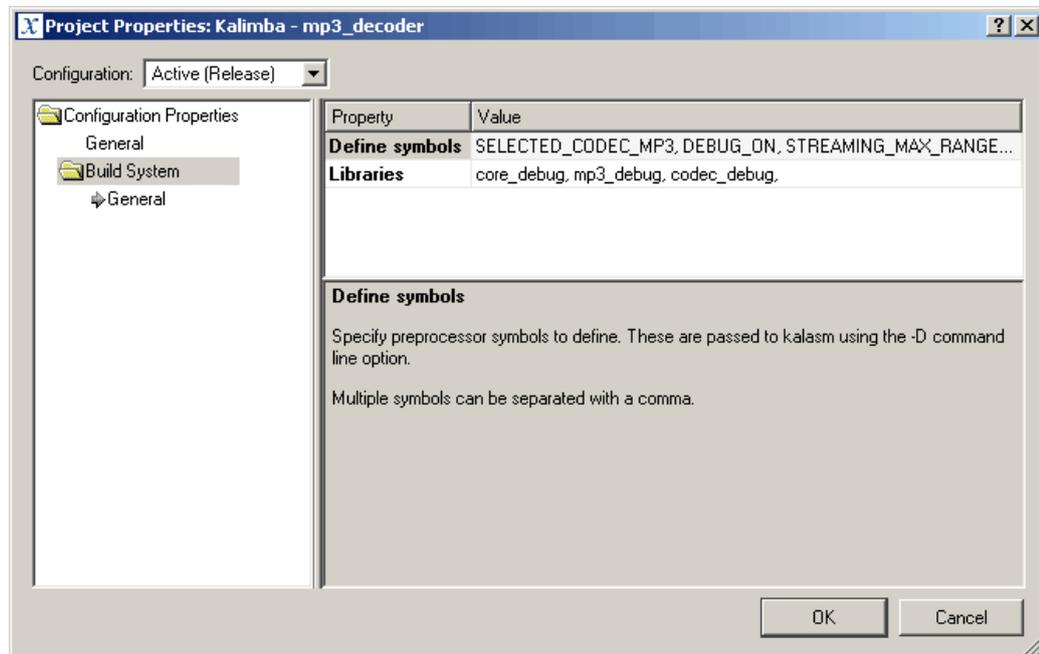 Project Properties: Kalimba - mp3_decoder
Configuration: Active (Release)
Configuration Properties
General
Build System
General
Property Value
Define symbols SELECTED_CODEC_MP3, DEBUG_ON, STREAMING_MAX_RANGE...
Libraries core_debug, mp3_debug, codec_debug,
Define symbols
Specify preprocessor symbols to define. These are passed to kalasm using the -D command
line option.
Multiple symbols can be separated with a comma.
OK Cancel